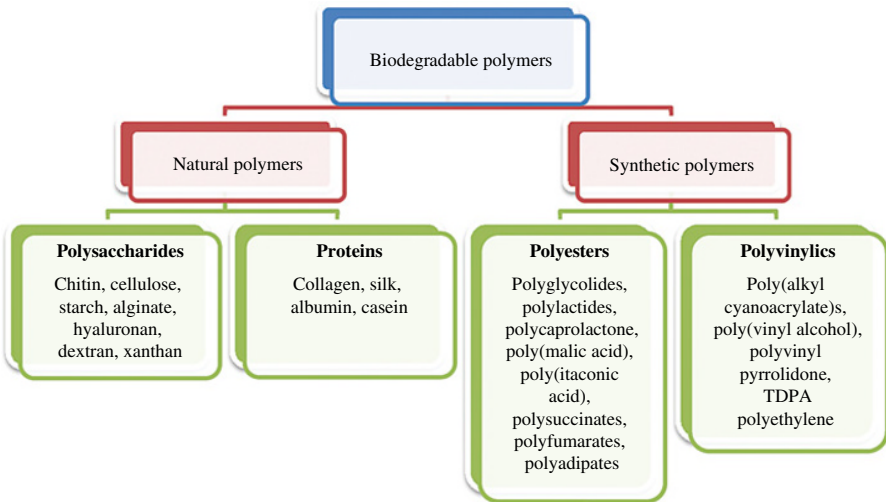 Biodegradable polymers
Natural polymers
Synthetic polymers
Polysaccharides
Chitin, cellulose,
starch, alginate,
hyaluronan,
dextran, xanthan
Proteins
Collagen, silk,
albumin, casein
Polyesters
Polyglycolides,
polylactides,
polycaprolactone,
poly(malic acid),
poly(itaconic
acid),
polysuccinates,
polyfumarates,
polyadipates
Polyvinylics
Poly(alkyl
cyanoacrylate)s,
poly(vinyl alcohol),
polyvinyl
pyrrolidone,
TDPA
polyethylene